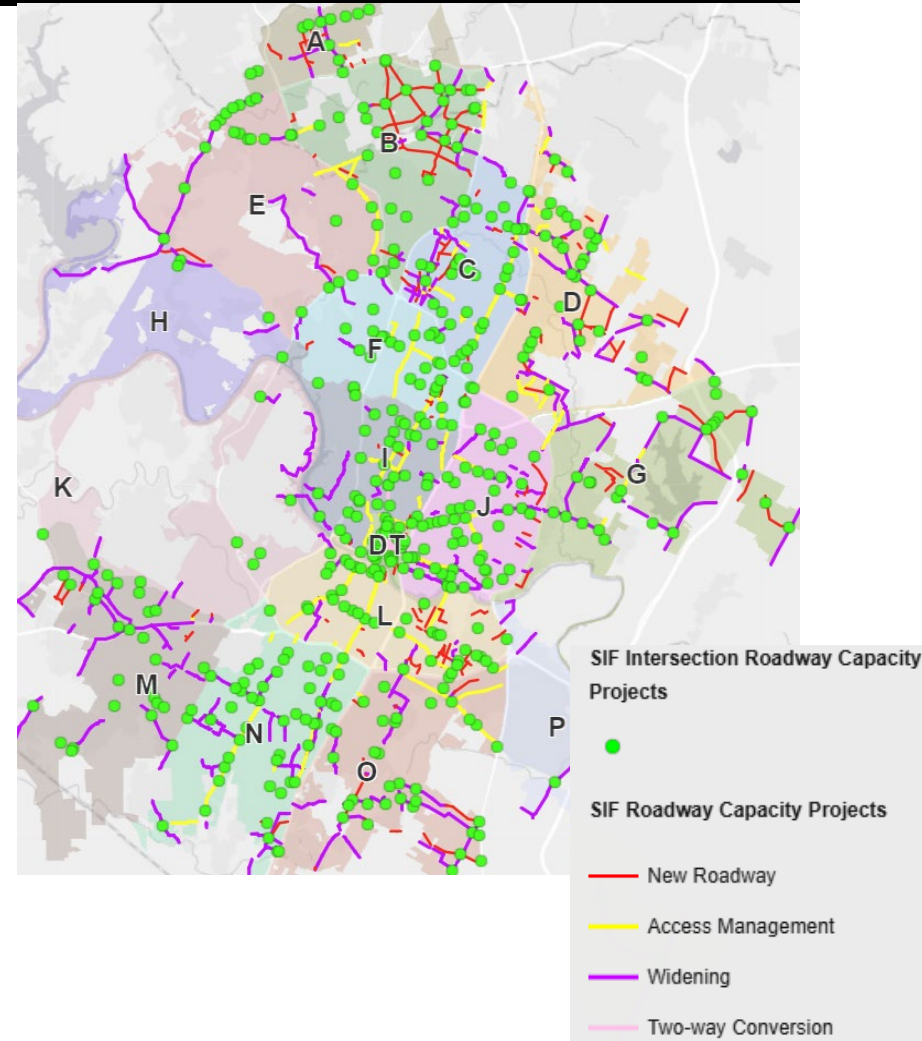 A
B
E
C
D
H
F
I
G
K
J
DT
L
M
N
P
O
SIF Intersection Roadway Capacity
Projects
SIF Roadway Capacity Projects
New Roadway
Access Management
Widening
Two-way Conversion